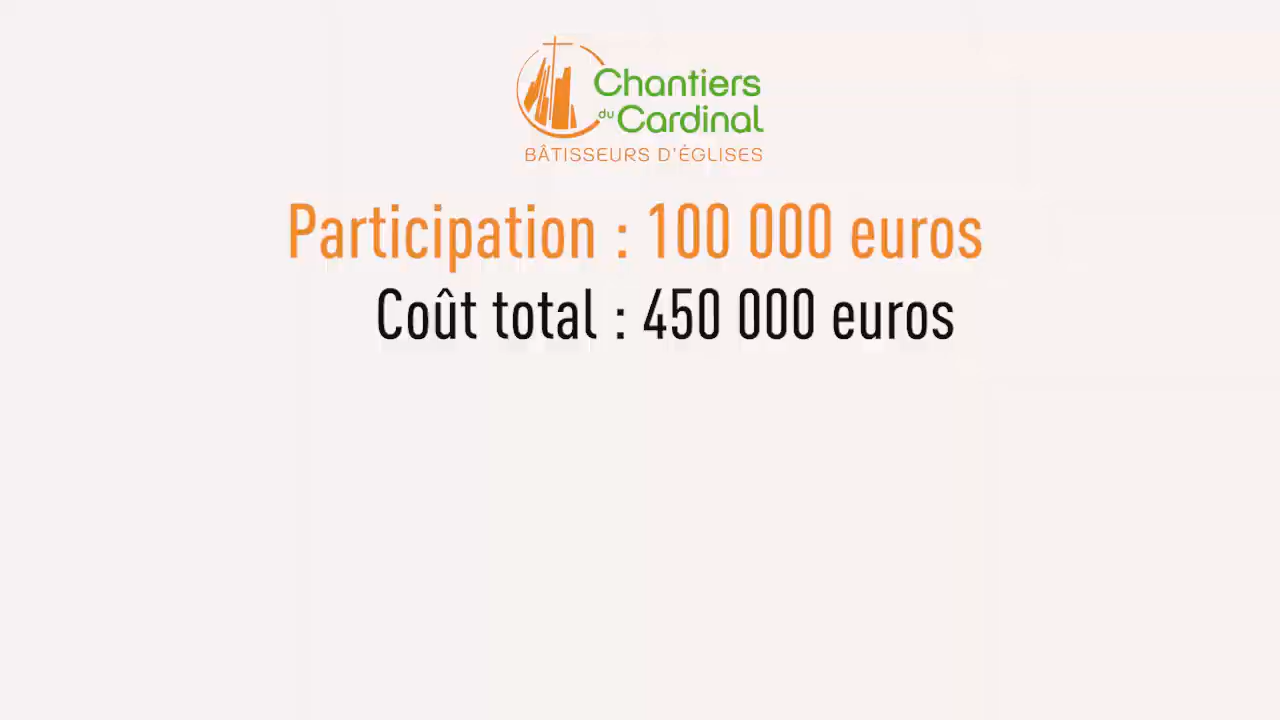 Chantiers
du Cardinal
BÂTISSEURS D'ÉGLISES
Participation : 100 000 euros
Coût total : 450 000 euros